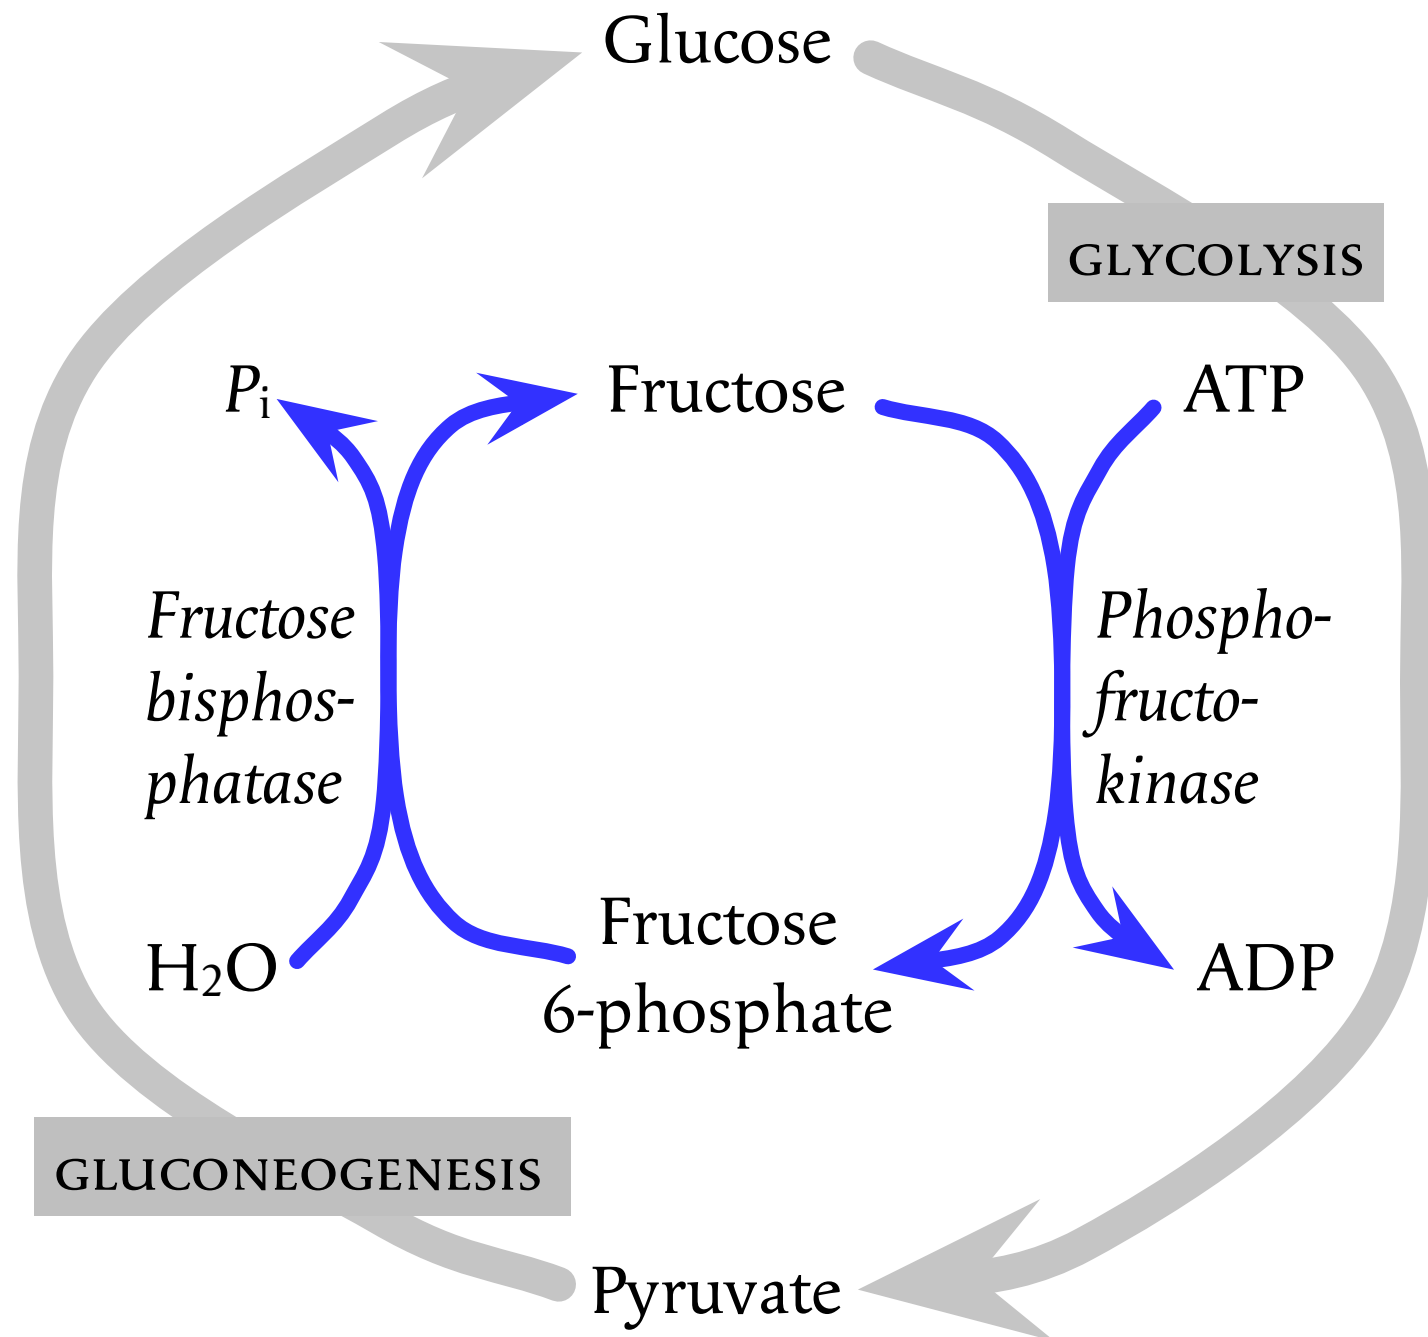 Glucose
GLYCOLYSIS
Pi
Fructose
ATP
Fructose
bisphos-
phatase
Phospho-
fructo-
kinase
H2O
Fructose
6-phosphate
ADP
GLUCONEOGENESIS
Pyruvate